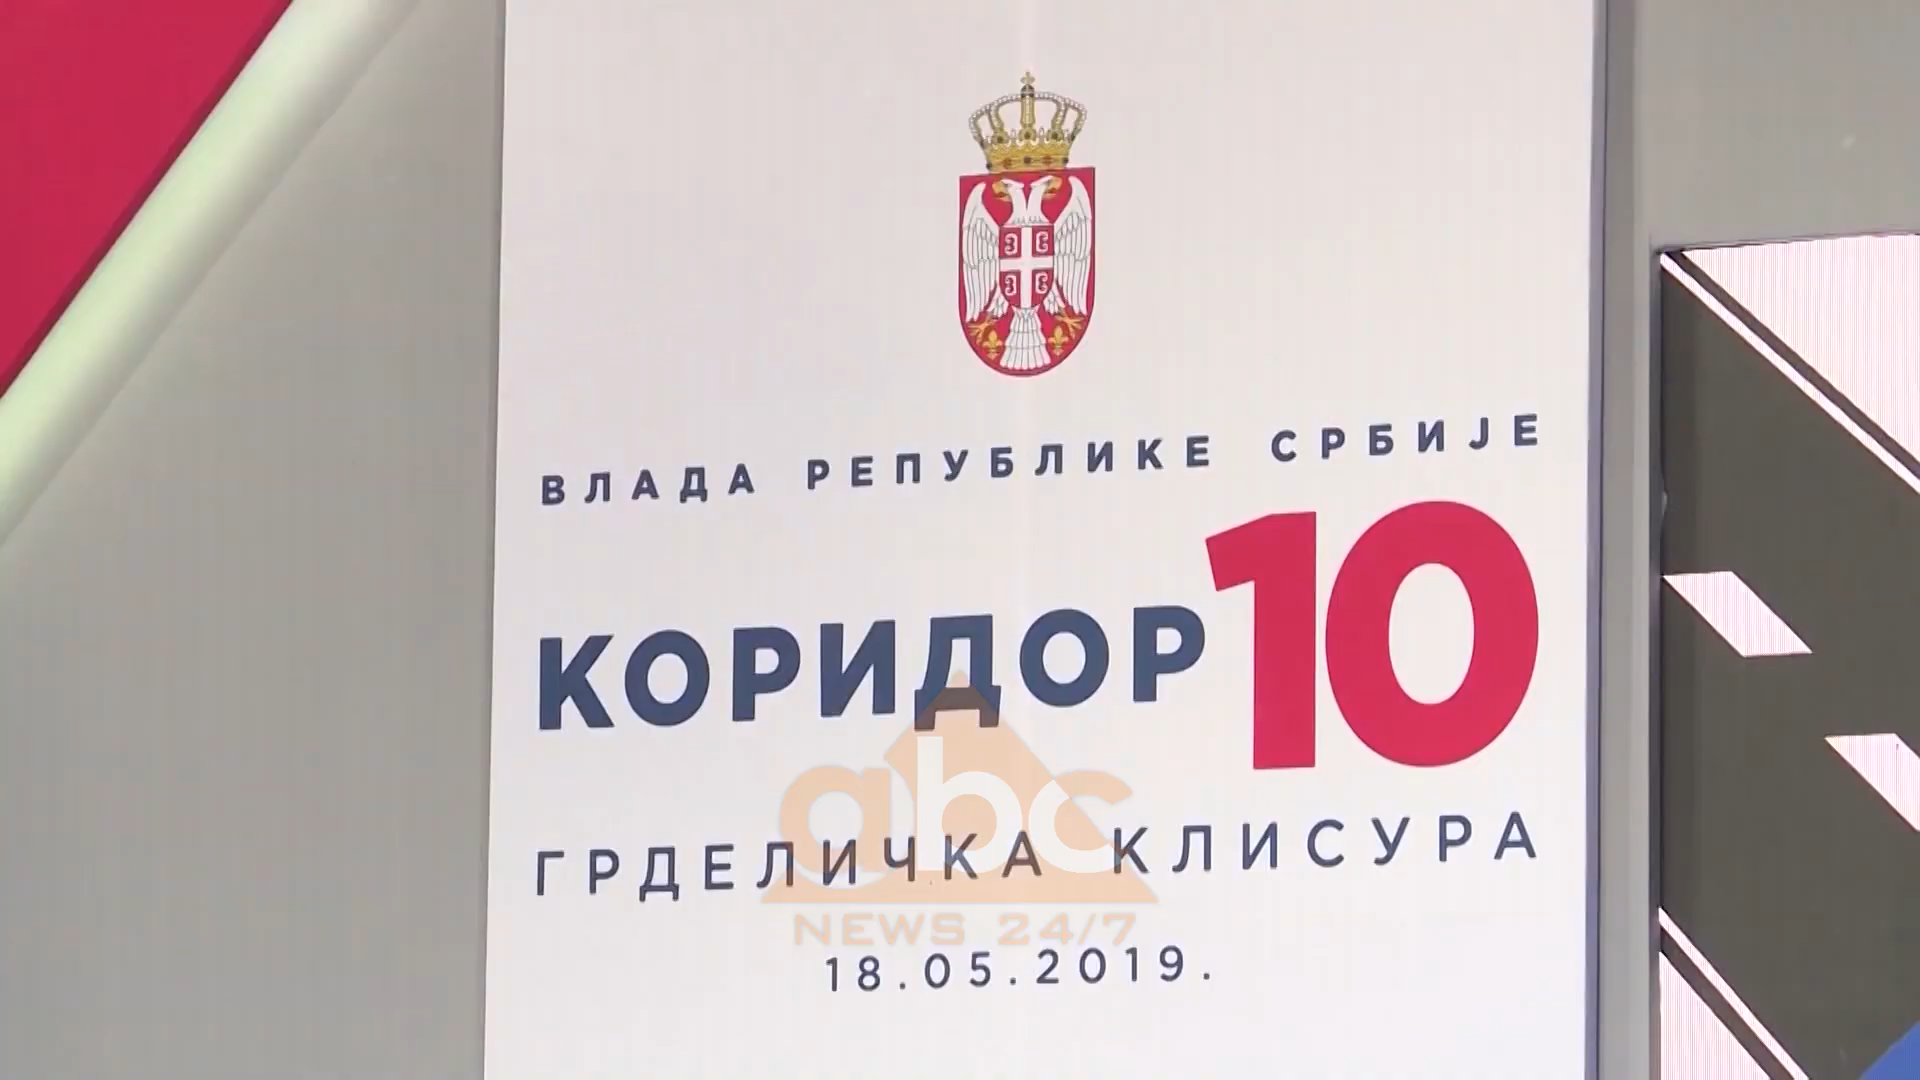 ВЛАДА РЕПУБЛИКЕ СРБИЈЕ
КОРИДОР 10
ГРДЕЛИЧКА КЛИСУРА
abc
NEWS 24/7
18.05.2019.